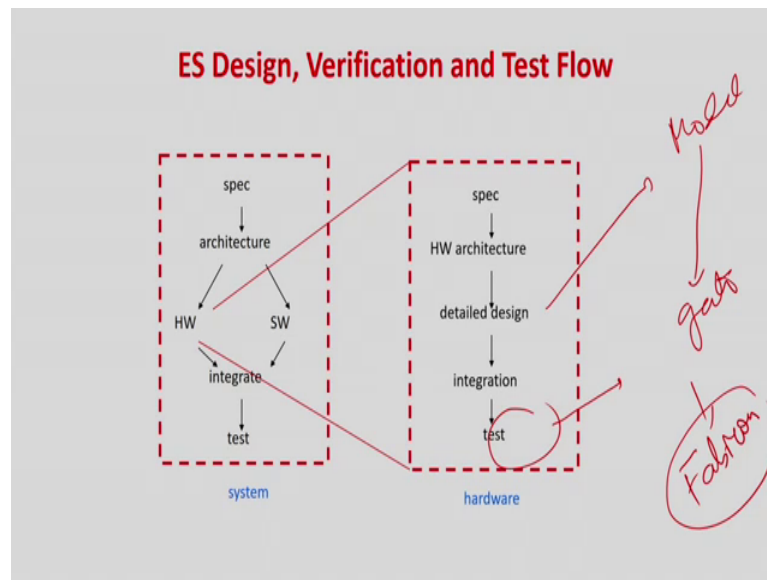 ES Design, Verification and Test Flow
spec
architecture
HW SW
integrate
test
system
spec
HW architecture
detailed design
integration
test
hardware
Model
gate